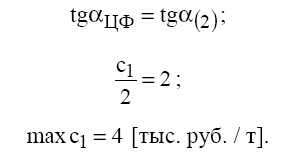 tgα_ЦФ = tgα_(2);
c₁/2 = 2;
max c₁ = 4 [тыс. руб. / т].